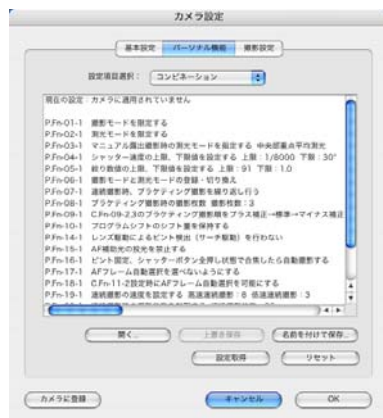 カメラ設定
基本設定 パーソナル機能 撮影設定
設定項目選択： コンビネーション
現在の設定 カメラに適用されていません
P.Fn-01-1 撮影モードを限定する
P.Fn-02-1 測光モードを限定する
P.Fn-03-1 マニュアル露出撮影時の測光モードを指定する 中央部重点平均測光
P.Fn-04-1 シャッター速度の上限、下限値を設定する 上限：1/8000 下限：30"
P.Fn-05-1 絞り数値の上限、下限値を設定する 上限：91 下限：1.0
P.Fn-06-1 撮影モードと測光モードの登録・切り換え
P.Fn-07-1 連続撮影時、ブラケティング撮影を繰り返し行う
P.Fn-08-1 ブラケティング撮影時の撮影枚数 撮影枚数：3
P.Fn-09-1 C.Fn-09-2,3のブラケティング撮影順をプラス補正→標準→マイナス補正
P.Fn-10-1 プログラムシフトのシフト量を保持する
P.Fn-14-1 レンズ駆動によるピント検出（サーチ駆動）を行わない
P.Fn-15-1 AF補助光の投光を禁止する
P.Fn-16-1 ピント固定、シャッターボタン全押し状態で合焦したら自動撮影する
P.Fn-17-1 AFフレーム自動選択を選べないようにする
P.Fn-18-1 C.Fn-11-2設定時にAFフレーム自動選択を可能にする
P.Fn-19-1 連続撮影の速度を設定する 高速連続撮影：8 低速連続撮影：3
開く... 上書き保存 名前を付けて保存...
設定取得 リセット
カメラに登録 キャンセル OK